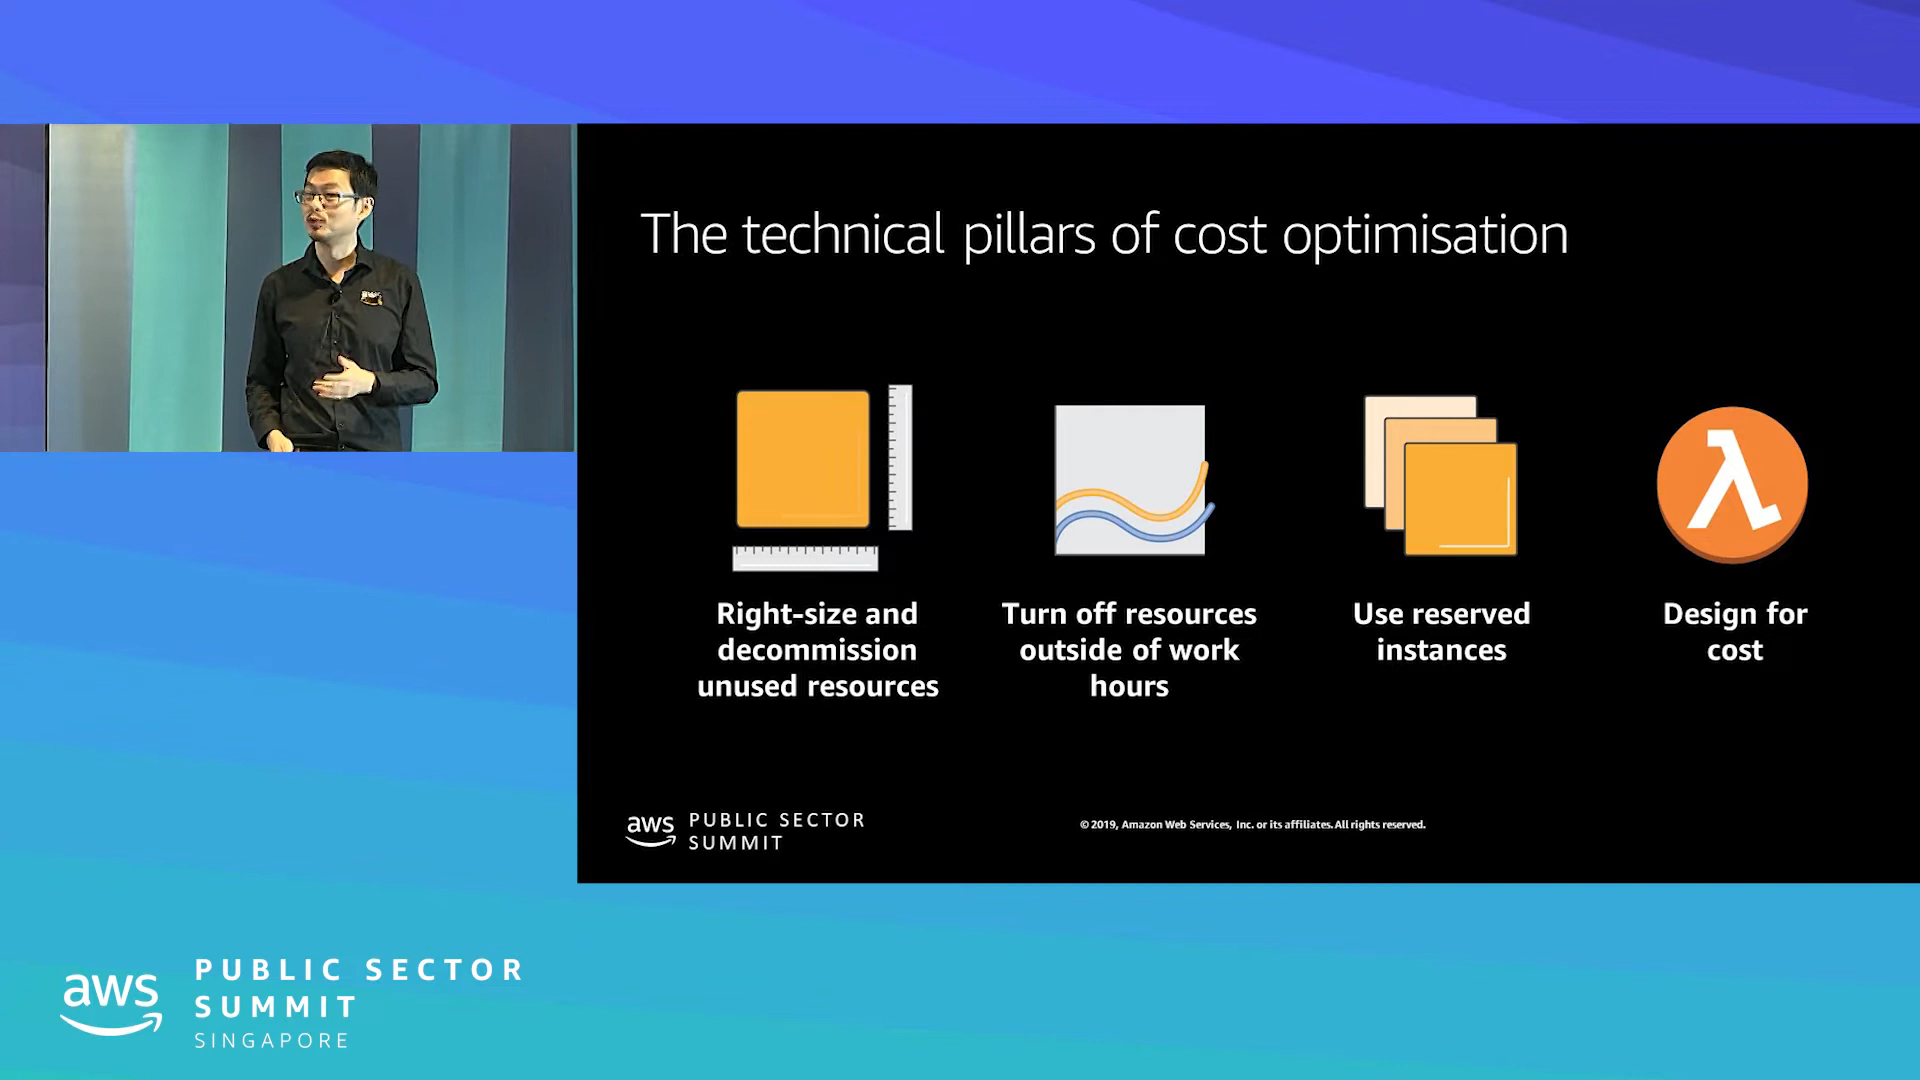 The technical pillars of cost optimisation
Right-size and
decommission
unused resources
Turn off resources
outside of work
hours
Use reserved
instances
Design for
cost
aws
PUBLIC SECTOR
SUMMIT
© 2019, Amazon Web Services, Inc. or its affiliates. All rights reserved.
aws
PUBLIC SECTOR
SUMMIT
SINGAPORE
aws